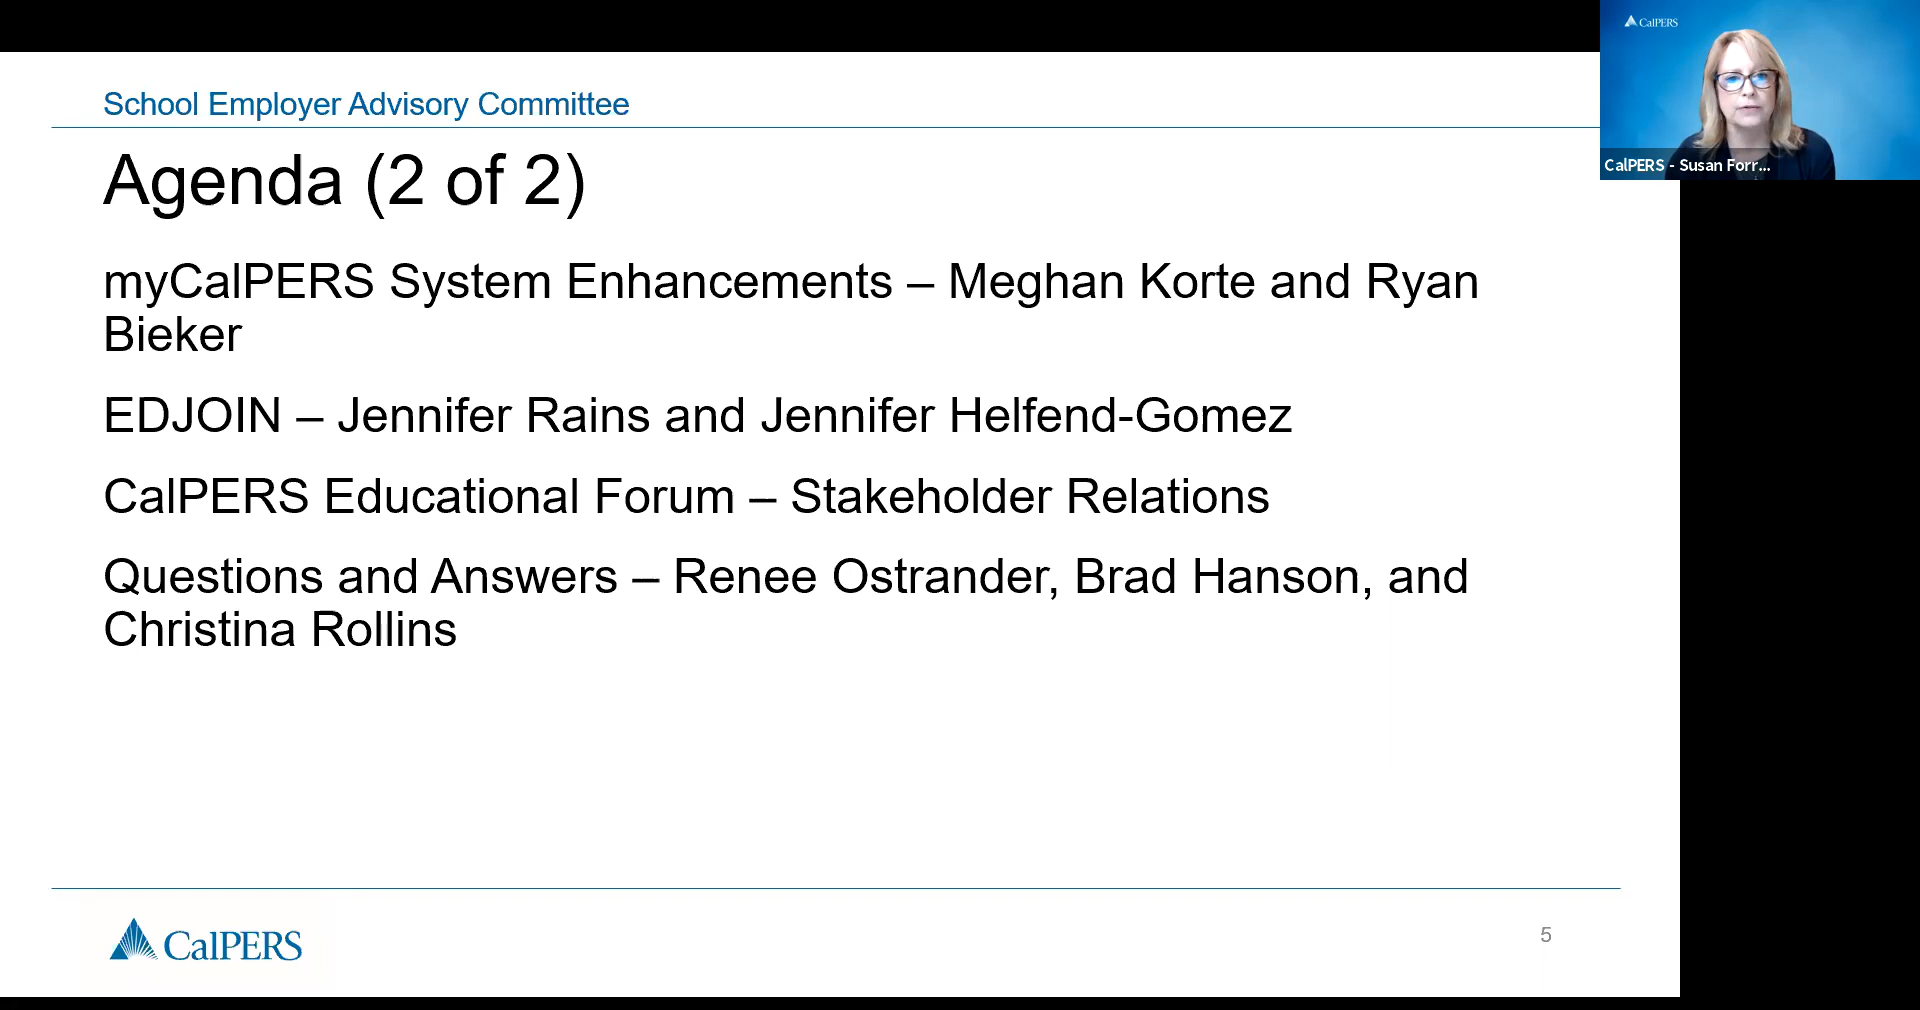 School Employer Advisory Committee
Agenda (2 of 2)
myCalPERS System Enhancements – Meghan Korte and Ryan
Bieker
EDJOIN – Jennifer Rains and Jennifer Helfend-Gomez
CalPERS Educational Forum – Stakeholder Relations
Questions and Answers – Renee Ostrander, Brad Hanson, and
Christina Rollins
CalPERS
5
CalPERS
CalPERS - Susan Forr...